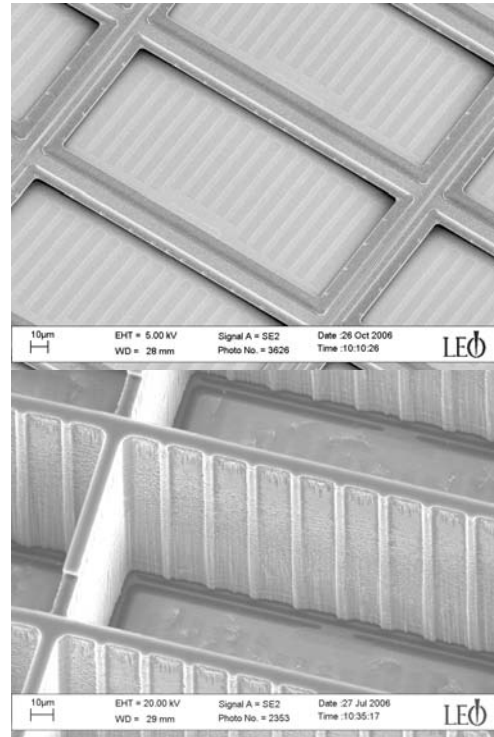 10µm EHT = 5.00 kV Signal A = SE2 Date :26 Oct 2006
WD = 28 mm Photo No. = 3626 Time :10:10:26 LEO
10µm EHT = 20.00 kV Signal A = SE2 Date :27 Jul 2006
WD = 29 mm Photo No. = 2353 Time :10:35:17 LEO